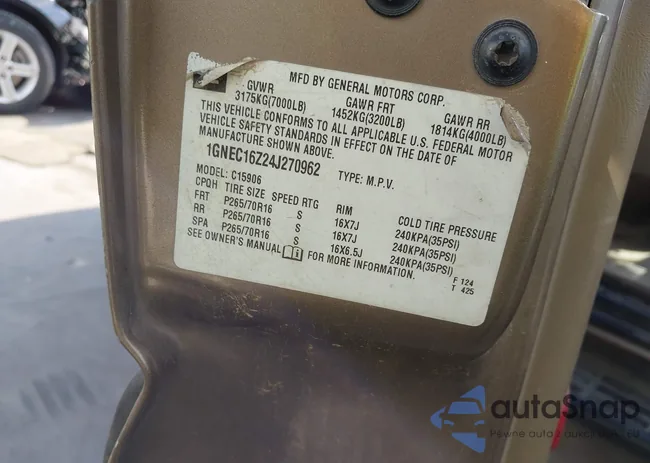 MFD BY GENERAL MOTORS CORP.
GVWR GAWR FRT GAWR RR
3175KG(7000LB) 1452KG(3200LB) 1814KG(4000LB)
THIS VEHICLE CONFORMS TO ALL APPLICABLE U.S. FEDERAL MOTOR
VEHICLE SAFETY STANDARDS IN EFFECT ON THE DATE OF
MANUFACTURE SHOWN ABOVE.
1GNEC16Z24J270962 TYPE: M.P.V.
MODEL: C15906
CPQH TIRE SIZE SPEED RTG RIM COLD TIRE PRESSURE
FRT P265/70R16 S 16X7J 240KPA(35PSI)
RR P265/70R16 S 16X7J 240KPA(35PSI)
SPA P265/70R16 S 16X6.5J 240KPA(35PSI)
SEE OWNER'S MANUAL FOR MORE INFORMATION.
F 124
T 425
autoSnap
Pewne auta z aukcji